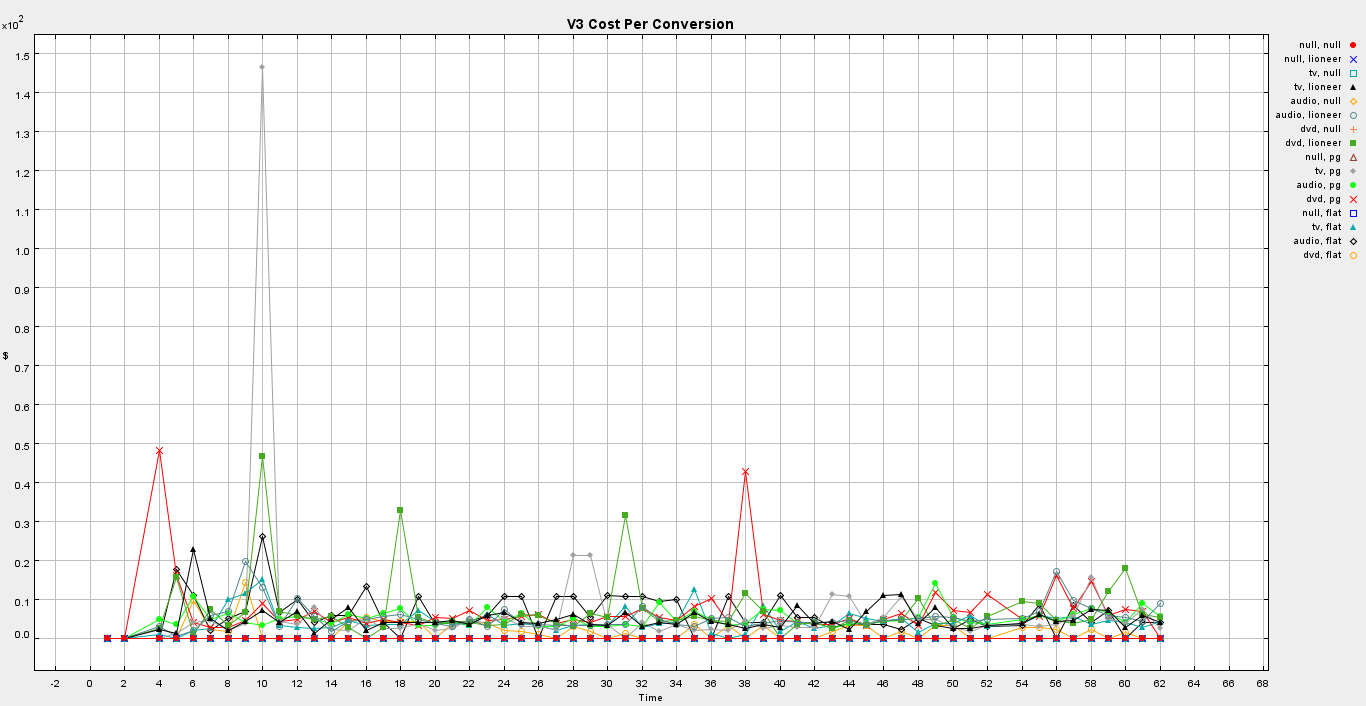 V3 Cost Per Conversion
×10²
1.5
1.4
1.3
1.2
1.1
1.0
0.9
0.8
0.7
0.6
0.5
0.4
0.3
0.2
0.1
0.0
$
-2 0 2 4 6 8 10 12 14 16 18 20 22 24 26 28 30 32 34 36 38 40 42 44 46 48 50 52 54 56 58 60 62 64 66 68
Time
null, null
null, lioneer
tv, null
tv, lioneer
audio, null
audio, lioneer
dvd, null
dvd, lioneer
null, pg
tv, pg
audio, pg
dvd, pg
null, flat
tv, flat
audio, flat
dvd, flat